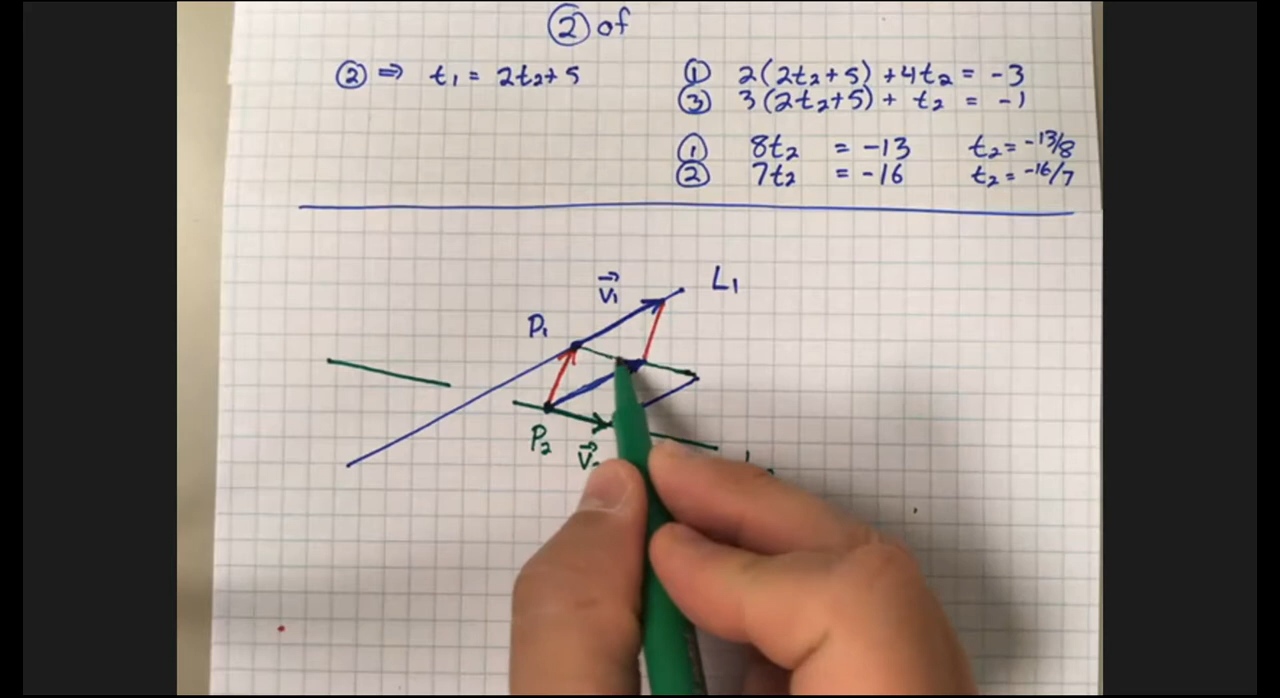 ② of
② ⇒ t₁ = 2t₂+5
① 2(2t₂+5) +4t₂ = -3
③ 3(2t₂+5) + t₂ = -1
① 8t₂ = -13 t₂ = -13/8
② 7t₂ = -16 t₂ = -16/7
L₁
v⃗₁
P₁
P₂